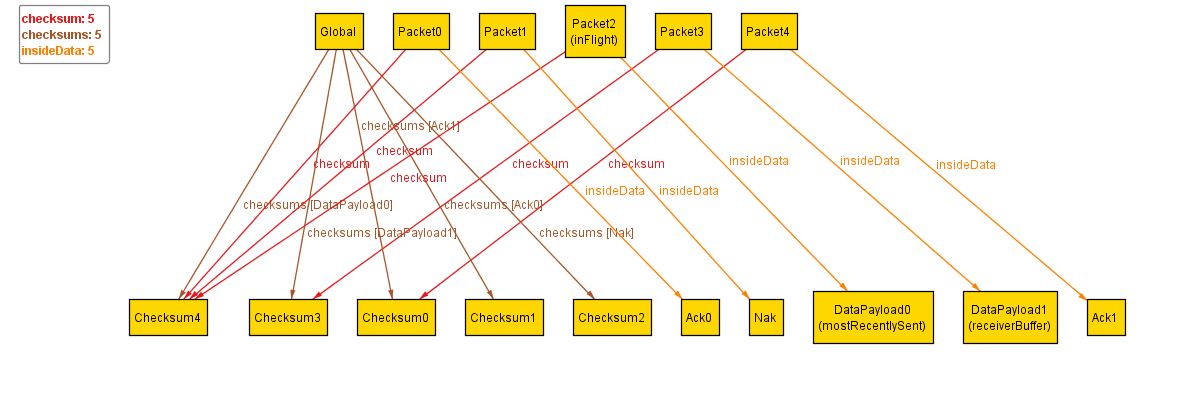 checksum: 5
checksums: 5
insideData: 5
Global
Packet0
Packet1
Packet2
(inFlight)
Packet3
Packet4
checksums [Ack1]
checksum
checksum
checksum
checksum
checksum
insideData
insideData
insideData
insideData
insideData
checksums [DataPayload0]
checksums [Ack0]
checksums [DataPayload1]
checksums [Nak]
Checksum4
Checksum3
Checksum0
Checksum1
Checksum2
Ack0
Nak
DataPayload0
(mostRecentlySent)
DataPayload1
(receiverBuffer)
Ack1